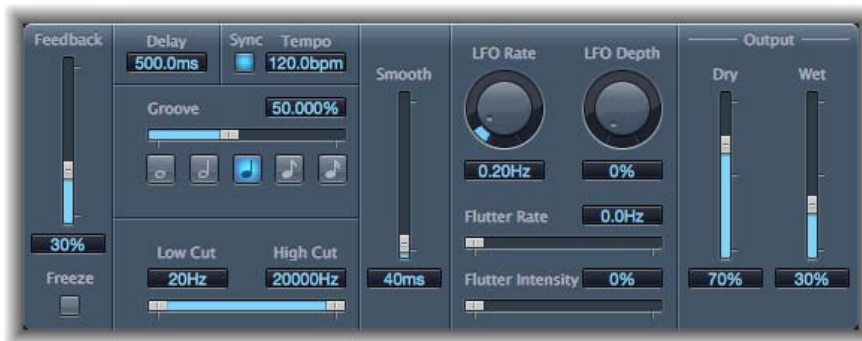 Feedback
30%
Freeze
Delay
500.0ms
Sync
Tempo
120.0bpm
Groove
50.000%
Low Cut
20Hz
High Cut
20000Hz
Smooth
40ms
LFO Rate
0.20Hz
LFO Depth
0%
Flutter Rate
0.0Hz
Flutter Intensity
0%
Output
Dry
70%
Wet
30%